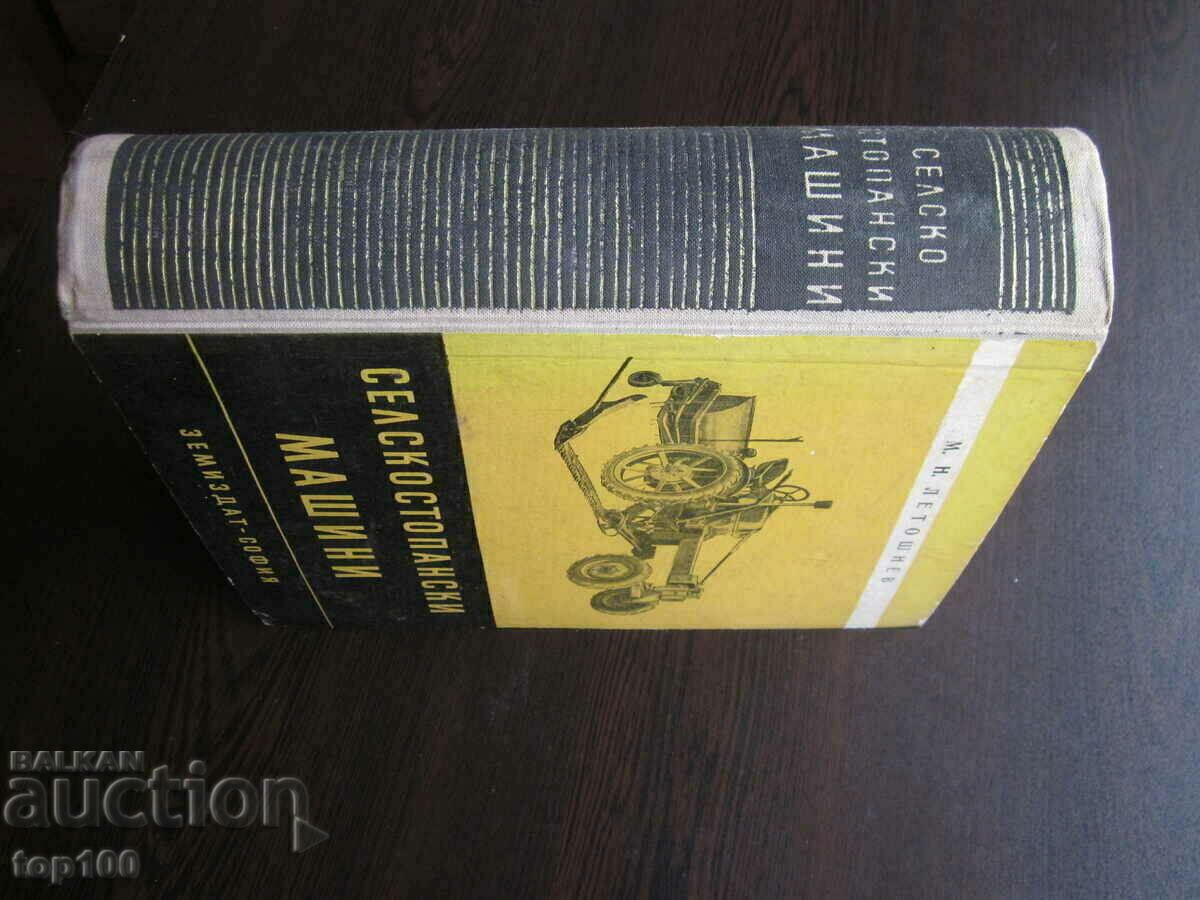 СЕЛСКО
СТОПАНСКИ
МАШИНИ
М. Н. ЛЕТОШНЕВ
СЕЛСКОСТОПАНСКИ
МАШИНИ
ЗЕМИЗДАТ-СОФИЯ
BALKAN
auction
top100